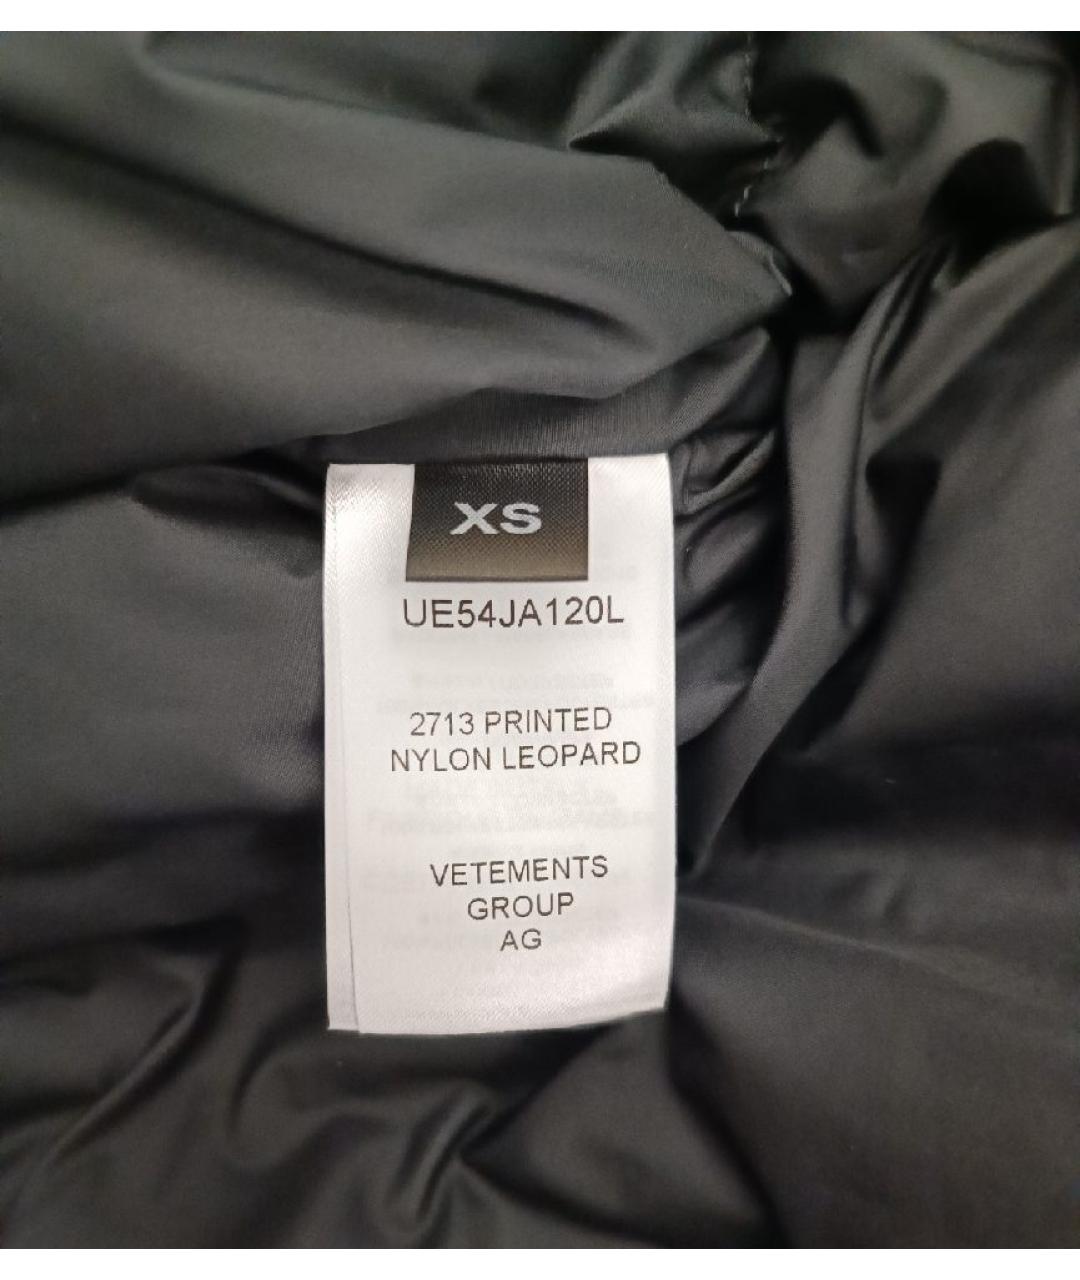 XS
UE54JA120L
2713 PRINTED
NYLON LEOPARD
VETEMENTS
GROUP
AG